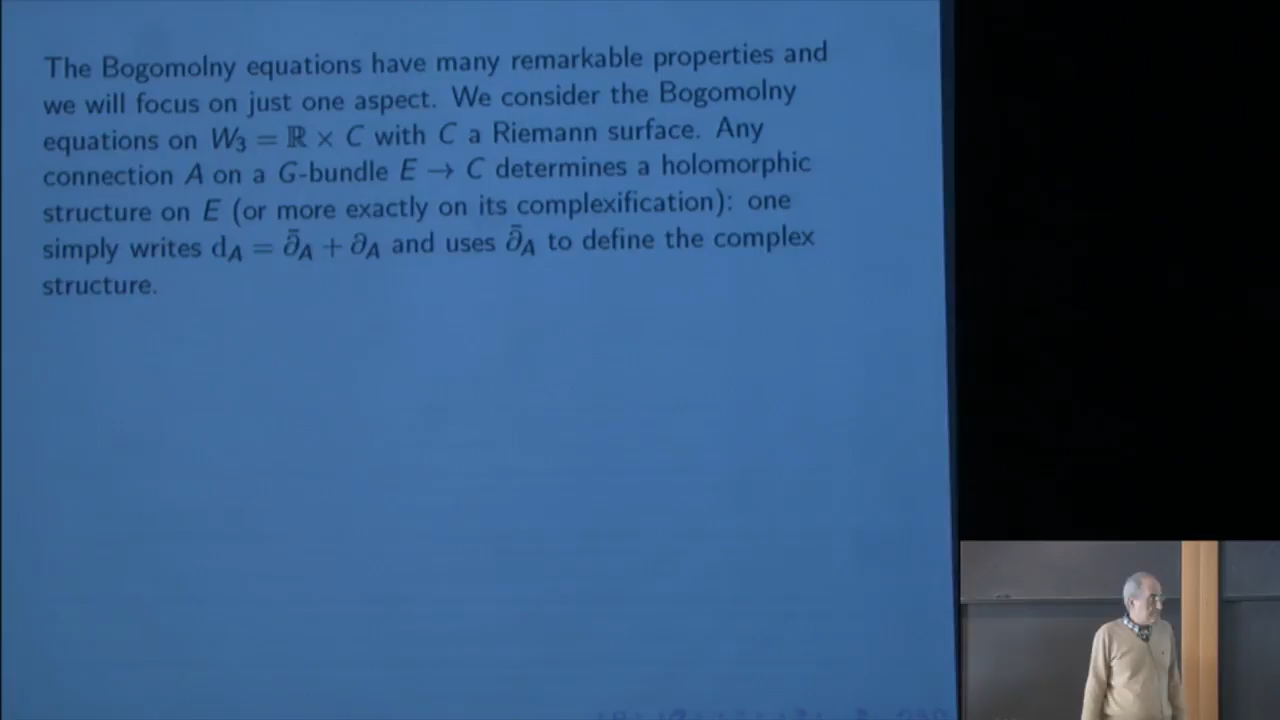 The Bogomolny equations have many remarkable properties and
we will focus on just one aspect. We consider the Bogomolny
equations on W₃ = ℝ × C with C a Riemann surface. Any
connection A on a G-bundle E → C determines a holomorphic
structure on E (or more exactly on its complexification): one
simply writes d_A = ∂̄_A + ∂_A and uses ∂̄_A to define the complex
structure.